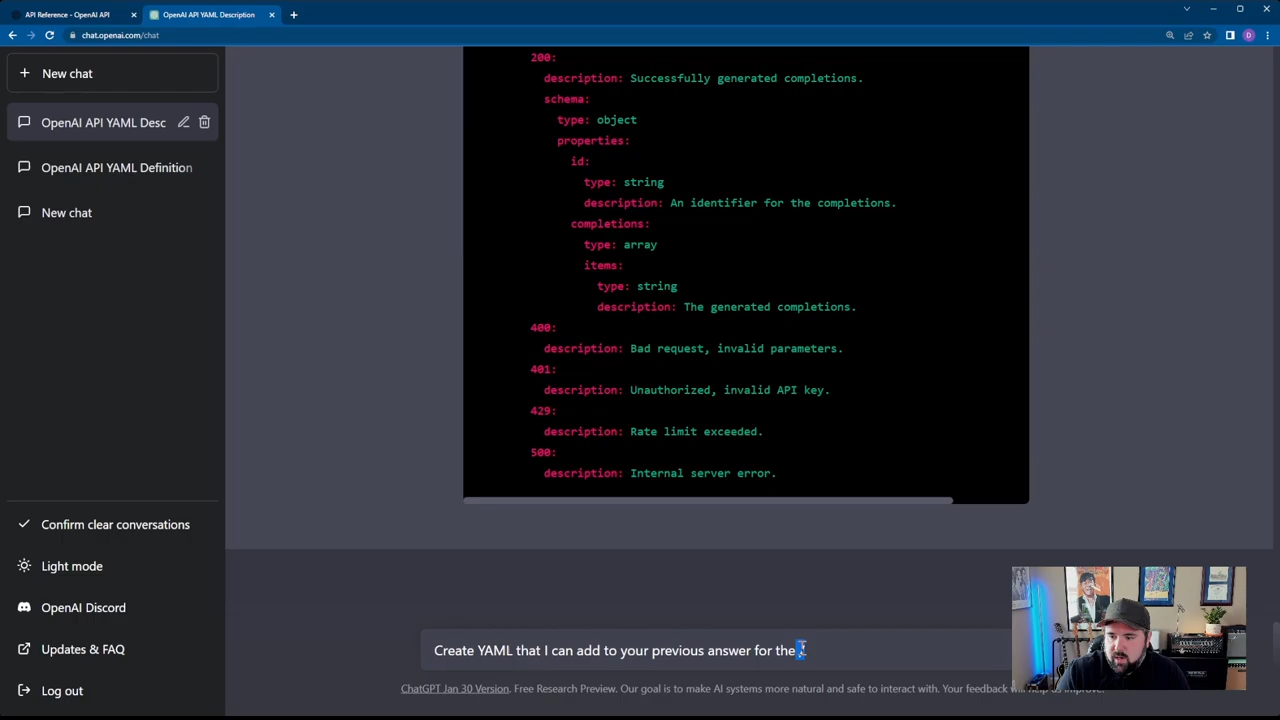 API Reference - OpenAI API
OpenAI API YAML Description
chat.openai.com/chat
D
New chat
OpenAI API YAML Desc
OpenAI API YAML Definition
New chat
Confirm clear conversations
Light mode
OpenAI Discord
Updates & FAQ
Log out
200:
description: Successfully generated completions.
schema:
type: object
properties:
id:
type: string
description: An identifier for the completions.
completions:
type: array
items:
type: string
description: The generated completions.
400:
description: Bad request, invalid parameters.
401:
description: Unauthorized, invalid API key.
429:
description: Rate limit exceeded.
500:
description: Internal server error.
Create YAML that I can add to your previous answer for the
ChatGPT Jan 30 Version. Free Research Preview. Our goal is to make AI systems more natural and safe to interact with. Your feedback will help us improve.